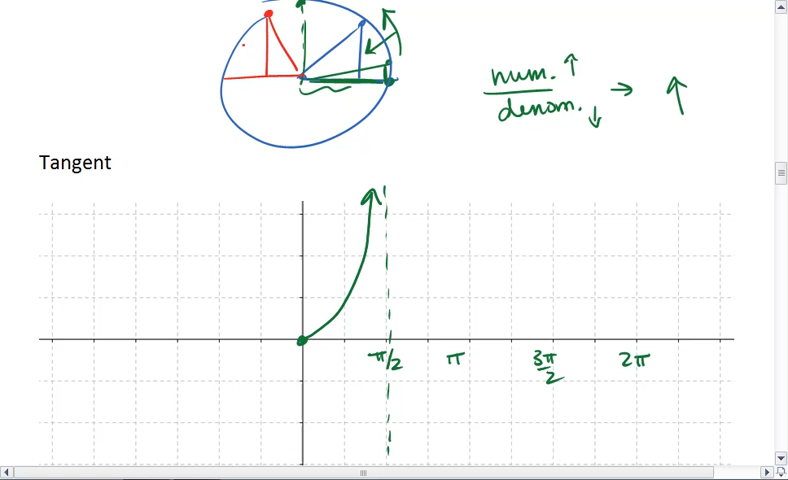 num. ↑
denom. ↓ → ↑
Tangent
π/2 π 3π/2 2π